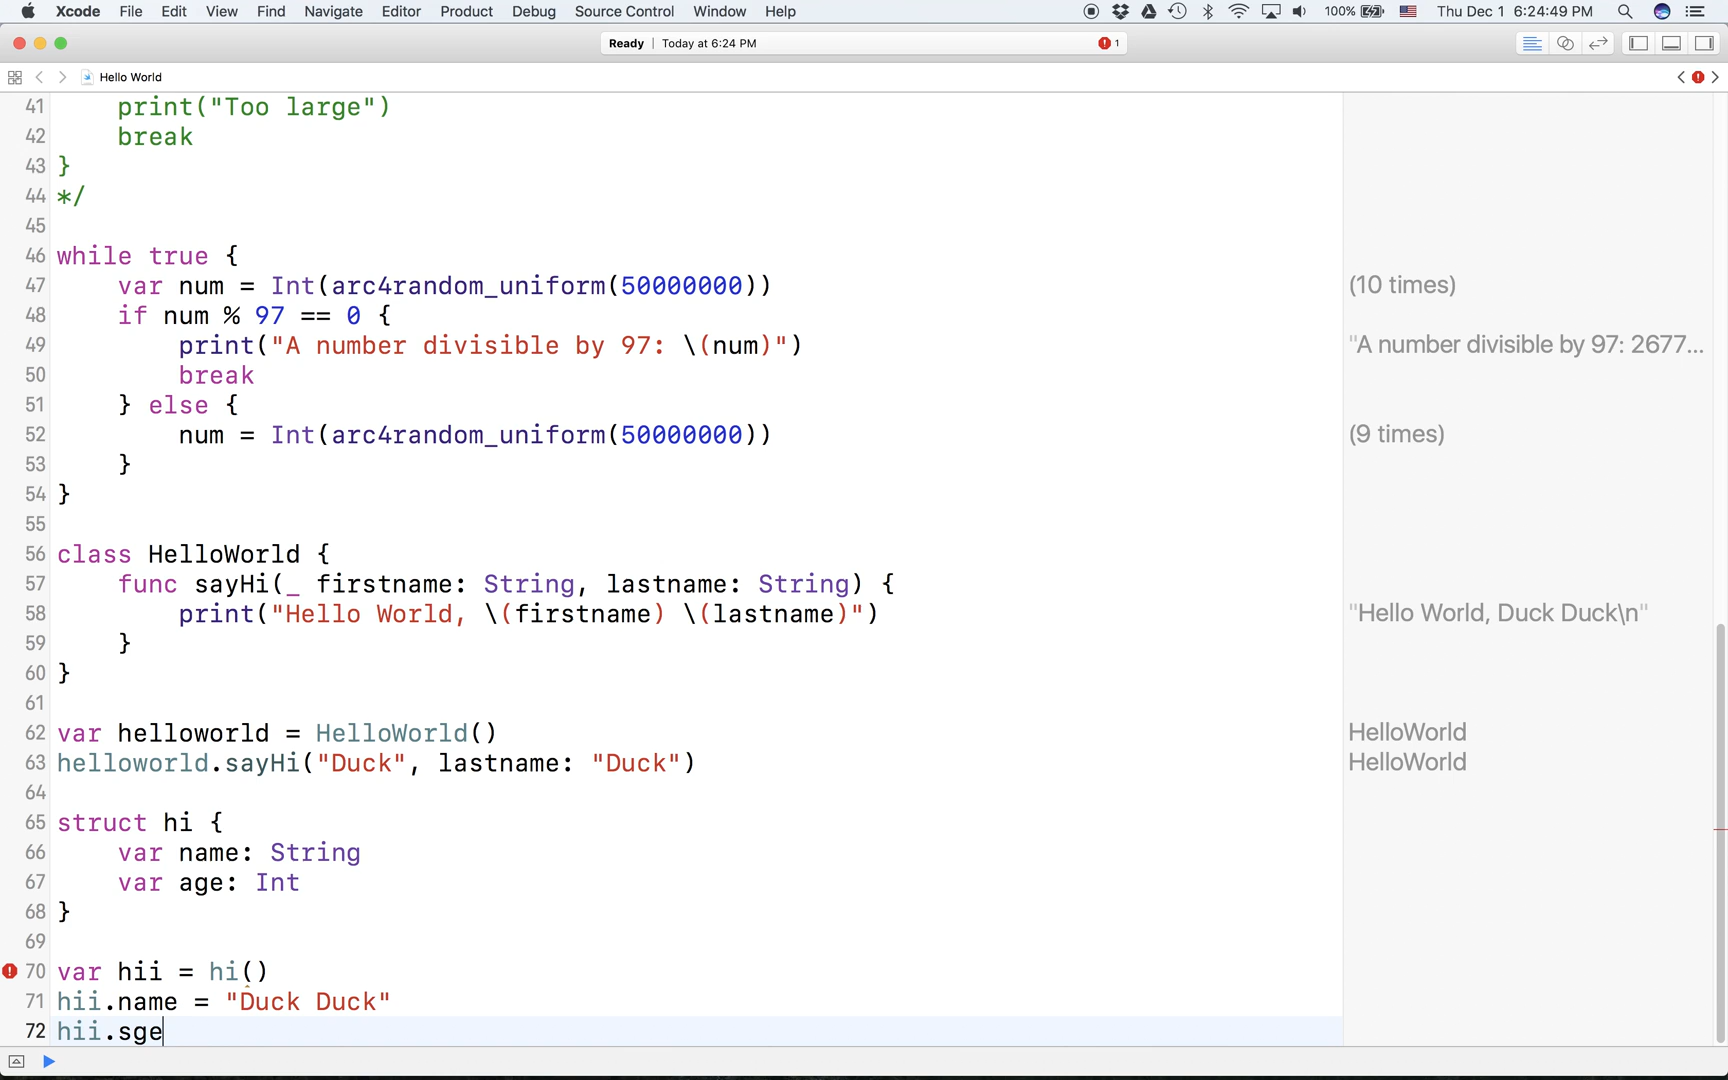 Xcode File Edit View Find Navigate Editor Product Debug Source Control Window Help 100% Thu Dec 1 6:24:49 PM
Ready | Today at 6:24 PM 1
Hello World
41 print("Too large")
42 break
43 }
44 */
45
46 while true {
47 var num = Int(arc4random_uniform(50000000)) (10 times)
48 if num % 97 == 0 {
49 print("A number divisible by 97: \(num)") "A number divisible by 97: 2677...
50 break
51 } else {
52 num = Int(arc4random_uniform(50000000)) (9 times)
53 }
54 }
55
56 class HelloWorld {
57 func sayHi(_ firstname: String, lastname: String) {
58 print("Hello World, \(firstname) \(lastname)") "Hello World, Duck Duck\n"
59 }
60 }
61
62 var helloworld = HelloWorld() HelloWorld
63 helloworld.sayHi("Duck", lastname: "Duck") HelloWorld
64
65 struct hi {
66 var name: String
67 var age: Int
68 }
69
70 var hii = hi()
71 hii.name = "Duck Duck"
72 hii.sge